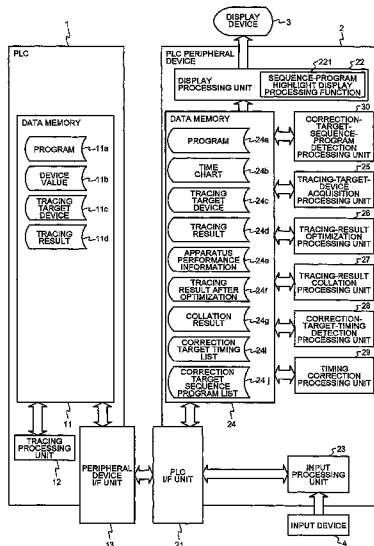 DISPLAY
DEVICE
3
1
2
PLC
PLC PERIPHERAL
DEVICE
DISPLAY
PROCESSING UNIT
221
22
SEQUENCE-PROGRAM
HIGHLIGHT DISPLAY
PROCESSING FUNCTION
DATA MEMORY
PROGRAM
11a
DEVICE
VALUE
11b
TRACING
TARGET
DEVICE
11c
TRACING
RESULT
11d
11
TRACING
PROCESSING
UNIT
12
PERIPHERAL
DEVICE
I/F UNIT
13
DATA MEMORY
PROGRAM
24a
TIME
CHART
24b
TRACING
TARGET
DEVICE
24c
TRACING
RESULT
24d
APPARATUS
PERFORMANCE
INFORMATION
24e
TRACING
RESULT AFTER
OPTIMIZATION
24f
COLLATION
RESULT
24g
CORRECTION
TARGET TIMING
LIST
24i
CORRECTION
TARGET
SEQUENCE
PROGRAM LIST
24j
24
PLC
I/F UNIT
21
30
CORRECTION-
TARGET-
SEQUENCE-
PROGRAM
DETECTION
PROCESSING UNIT
25
TRACING-TARGET-
DEVICE
ACQUISITION
PROCESSING UNIT
26
TRACING-RESULT
OPTIMIZATION
PROCESSING UNIT
27
TRACING-RESULT
COLLATION
PROCESSING UNIT
28
CORRECTION-
TARGET-TIMING
DETECTION
PROCESSING UNIT
29
TIMING
CORRECTION
PROCESSING UNIT
23
INPUT
PROCESSING
UNIT
INPUT DEVICE
4